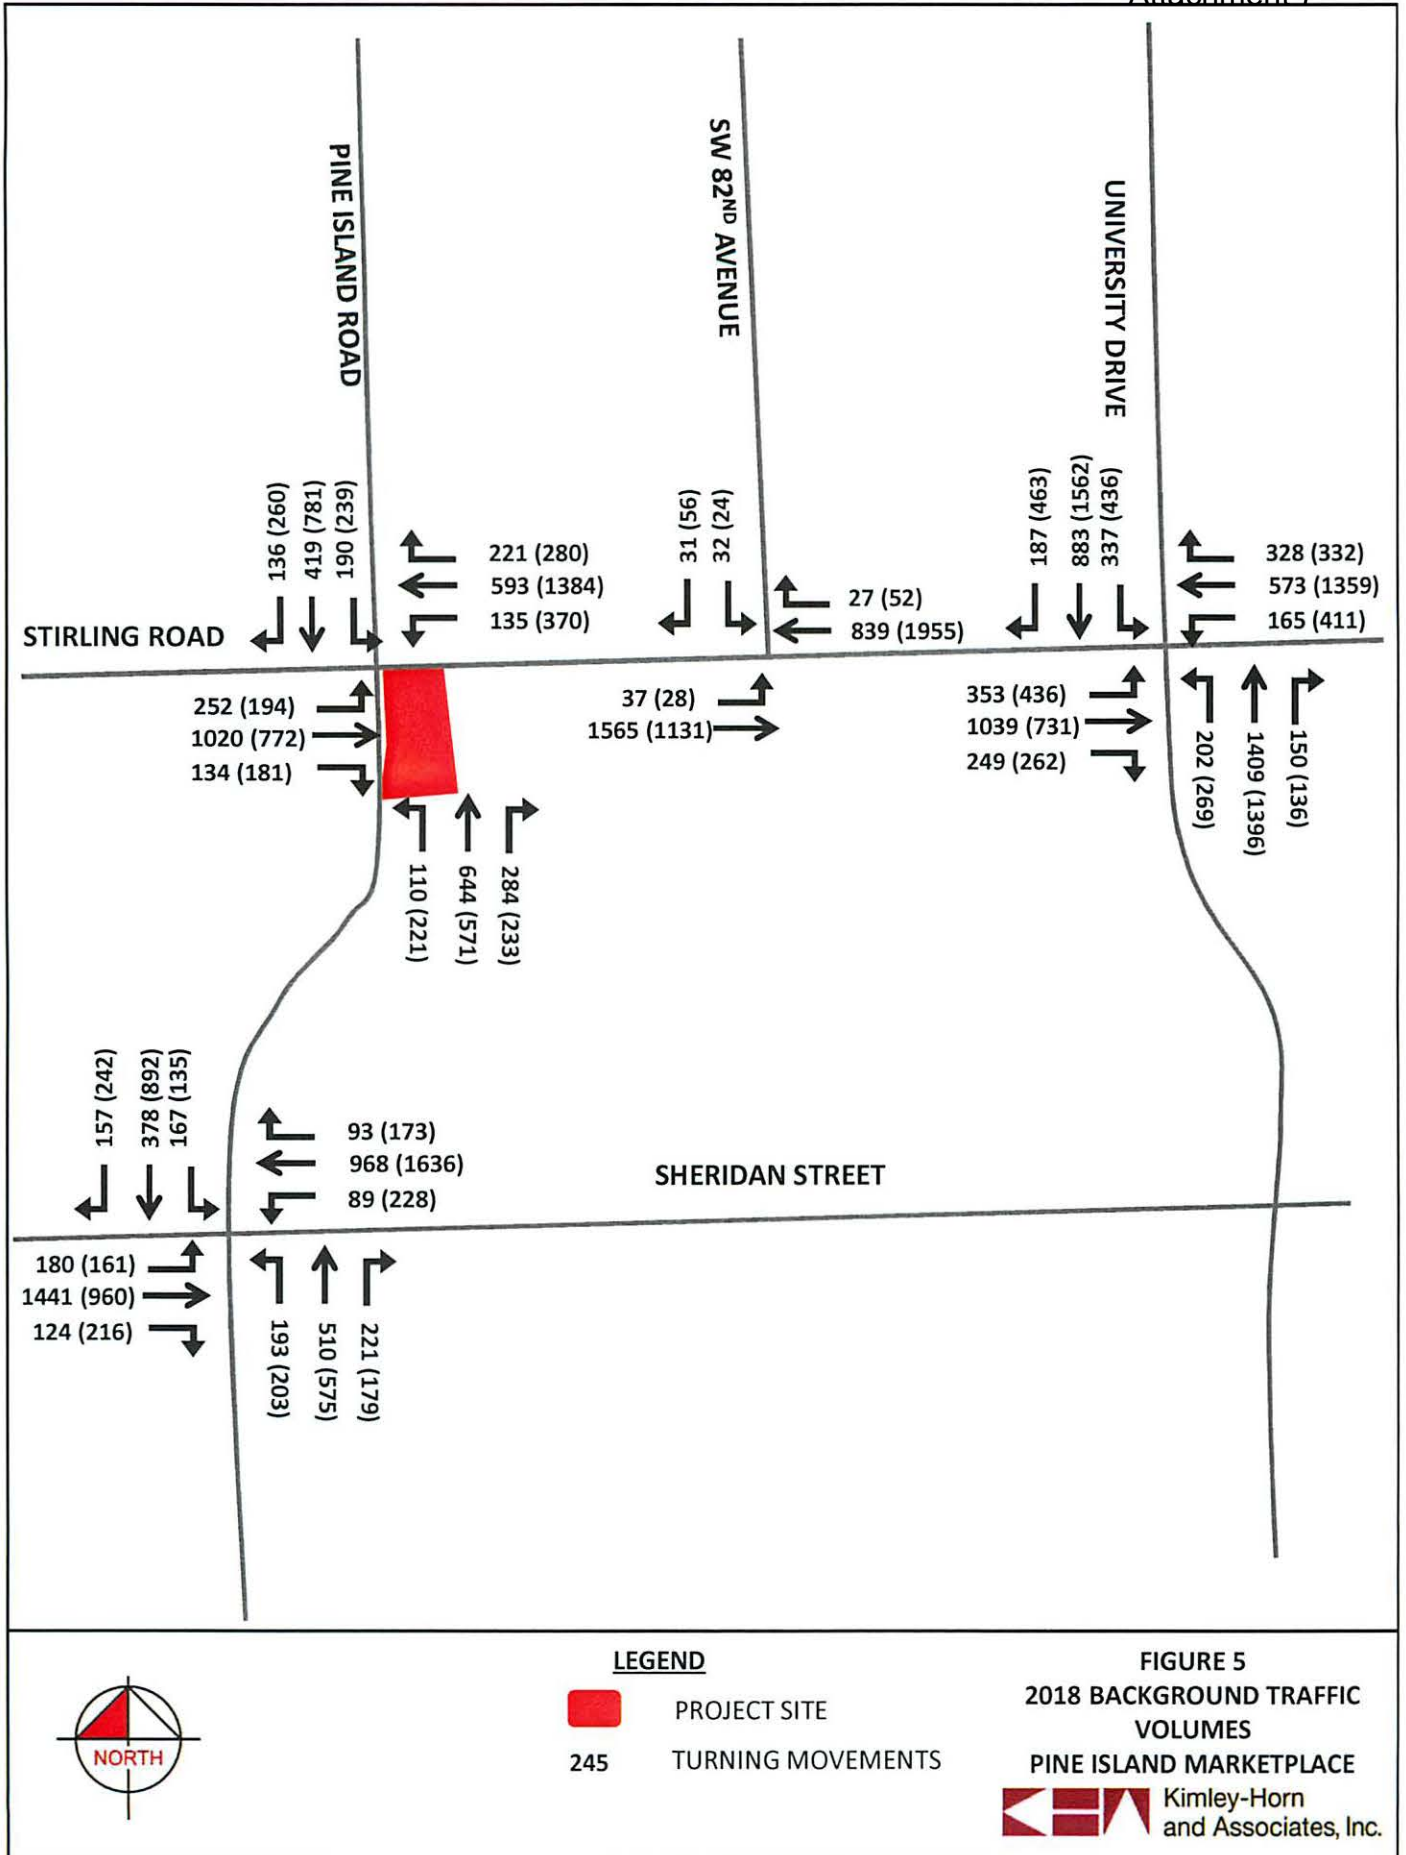 Attachment 7
PINE ISLAND ROAD
SW 82ND AVENUE
UNIVERSITY DRIVE
136 (260)
419 (781)
190 (239)
221 (280)
593 (1384)
135 (370)
31 (56)
32 (24)
27 (52)
839 (1955)
187 (463)
883 (1562)
337 (436)
328 (332)
573 (1359)
165 (411)
STIRLING ROAD
252 (194)
1020 (772)
134 (181)
37 (28)
1565 (1131)
353 (436)
1039 (731)
249 (262)
202 (269)
1409 (1396)
150 (136)
110 (221)
644 (571)
284 (233)
157 (242)
378 (892)
167 (135)
93 (173)
968 (1636)
89 (228)
SHERIDAN STREET
180 (161)
1441 (960)
124 (216)
193 (203)
510 (575)
221 (179)
NORTH
LEGEND
PROJECT SITE
245 TURNING MOVEMENTS
FIGURE 5
2018 BACKGROUND TRAFFIC
VOLUMES
PINE ISLAND MARKETPLACE
Kimley-Horn
and Associates, Inc.